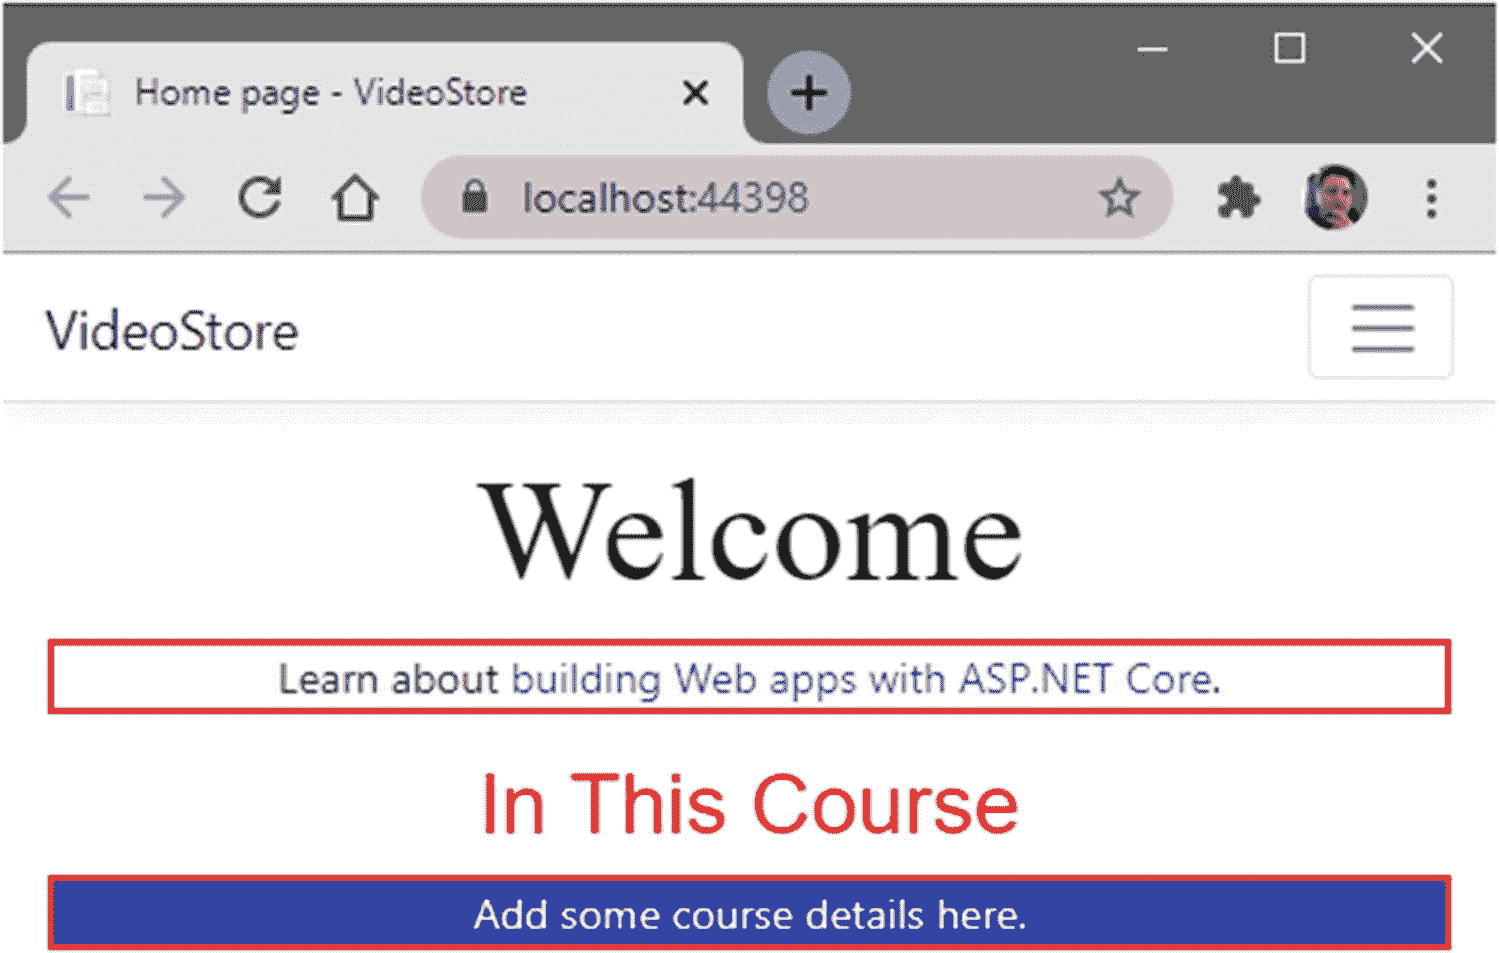 Home page - VideoStore
localhost:44398
VideoStore
Welcome
Learn about building Web apps with ASP.NET Core.
In This Course
Add some course details here.